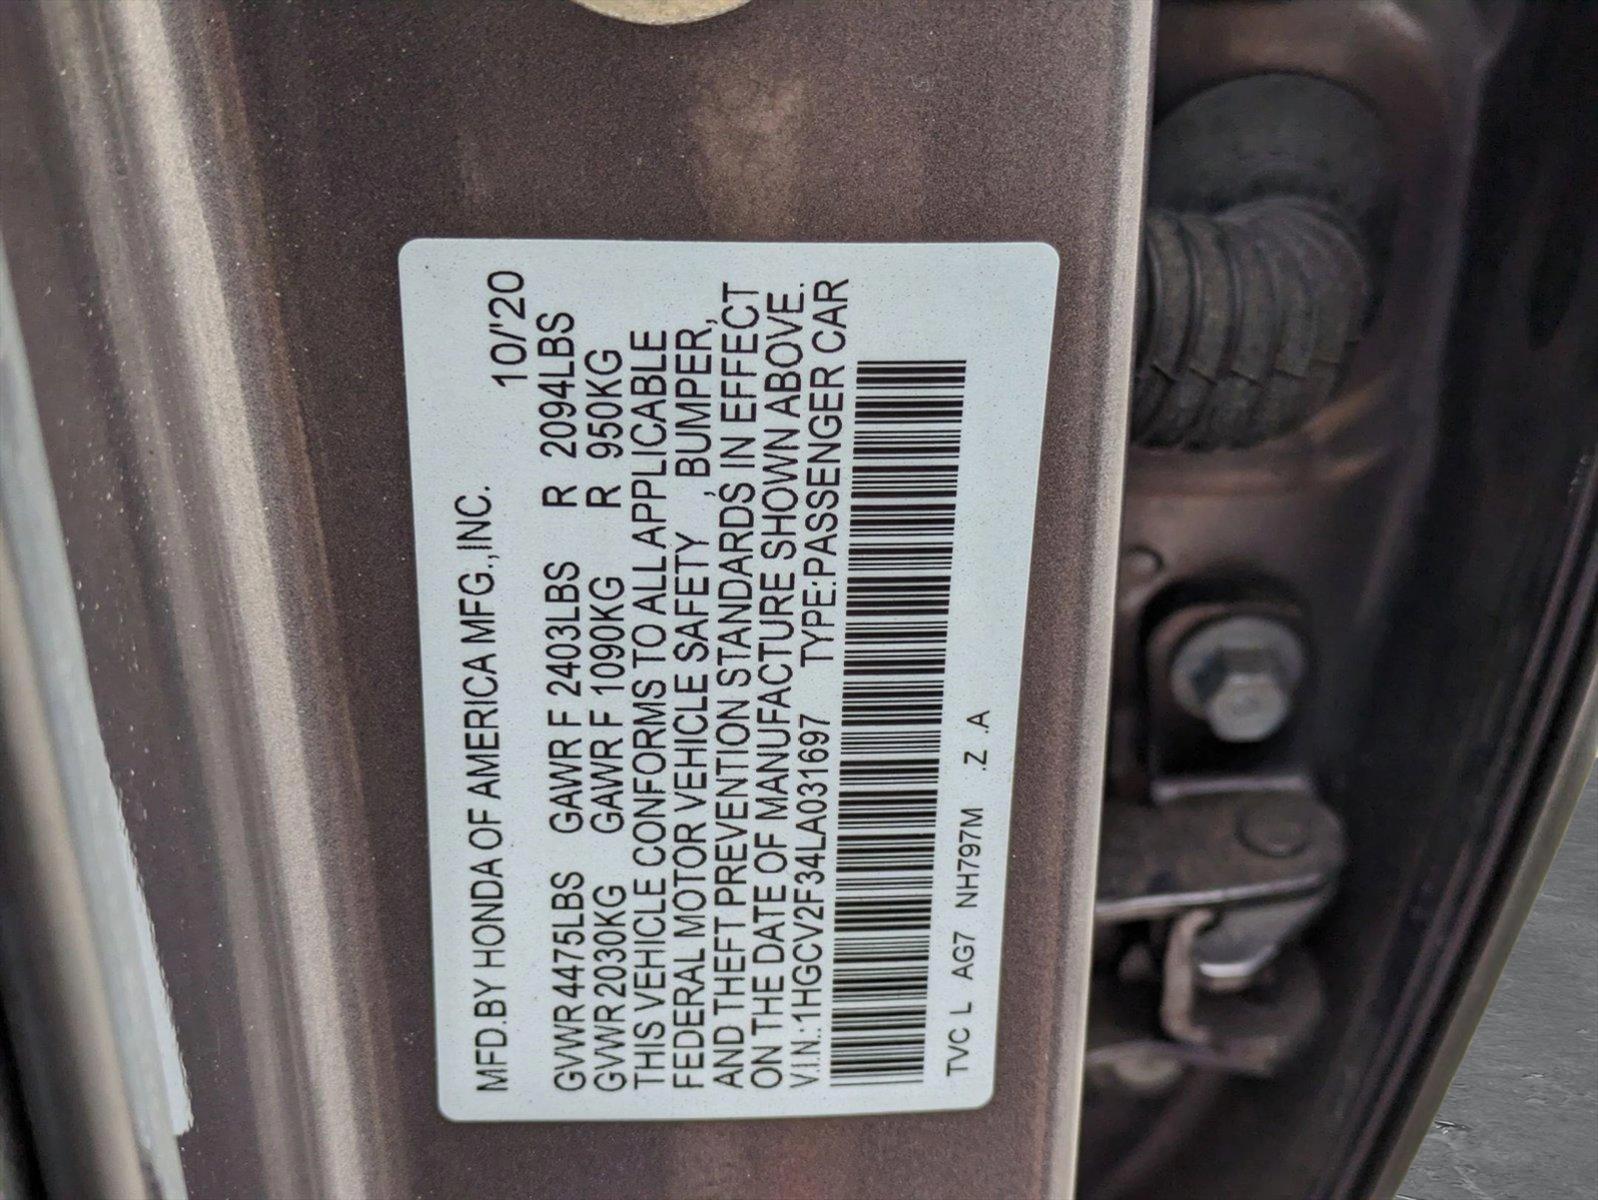 MFD.BY HONDA OF AMERICA MFG.,INC.
10/'20
GVWR 4475LBS GAWR F 2403LBS R 2094LBS
GVWR 2030KG GAWR F 1090KG R 950KG
THIS VEHICLE CONFORMS TO ALL APPLICABLE
FEDERAL MOTOR VEHICLE SAFETY , BUMPER,
AND THEFT PREVENTION STANDARDS IN EFFECT
ON THE DATE OF MANUFACTURE SHOWN ABOVE.
V.I.N.:1HGCV2F34LA031697 TYPE:PASSENGER CAR
TVC L AG7 NH797M .Z .A